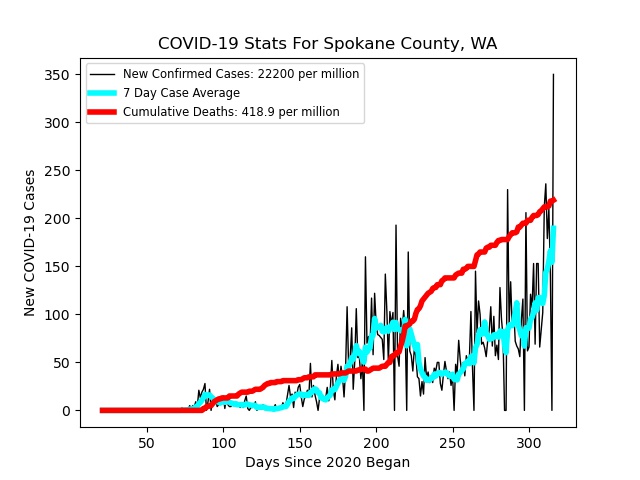 COVID-19 Stats For Spokane County, WA
New Confirmed Cases: 22200 per million
7 Day Case Average
Cumulative Deaths: 418.9 per million
New COVID-19 Cases
350
300
250
200
150
100
50
0
50
100
150
200
250
300
Days Since 2020 Began